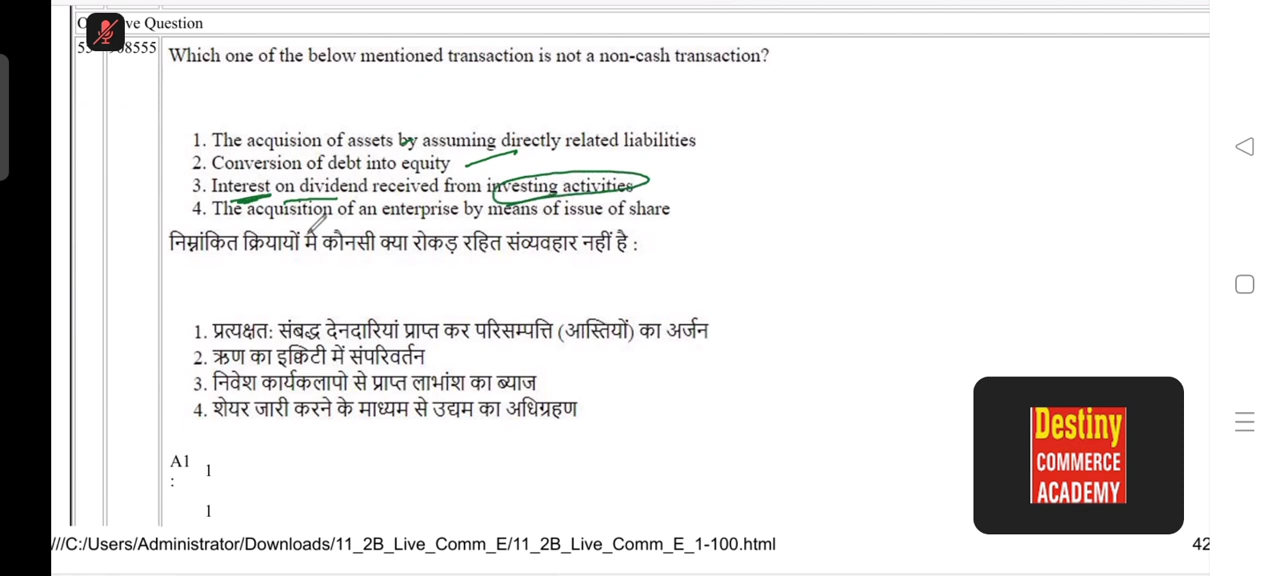 ve Question
08555
Which one of the below mentioned transaction is not a non-cash transaction?
1. The acquision of assets by assuming directly related liabilities
2. Conversion of debt into equity
3. Interest on dividend received from investing activities
4. The acquisition of an enterprise by means of issue of share
निम्नांकित क्रियायों में कौनसी क्या रोकड़ रहित संव्यवहार नहीं है :
1. प्रत्यक्षत: संबद्ध देनदारियां प्राप्त कर परिसम्पत्ति (आस्तियों) का अर्जन
2. ऋण का इक्विटी में संपरिवर्तन
3. निवेश कार्यकलापो से प्राप्त लाभांश का ब्याज
4. शेयर जारी करने के माध्यम से उद्यम का अधिग्रहण
Destiny
COMMERCE
ACADEMY
A1 1
:
1
///C:/Users/Administrator/Downloads/11_2B_Live_Comm_E/11_2B_Live_Comm_E_1-100.html 42